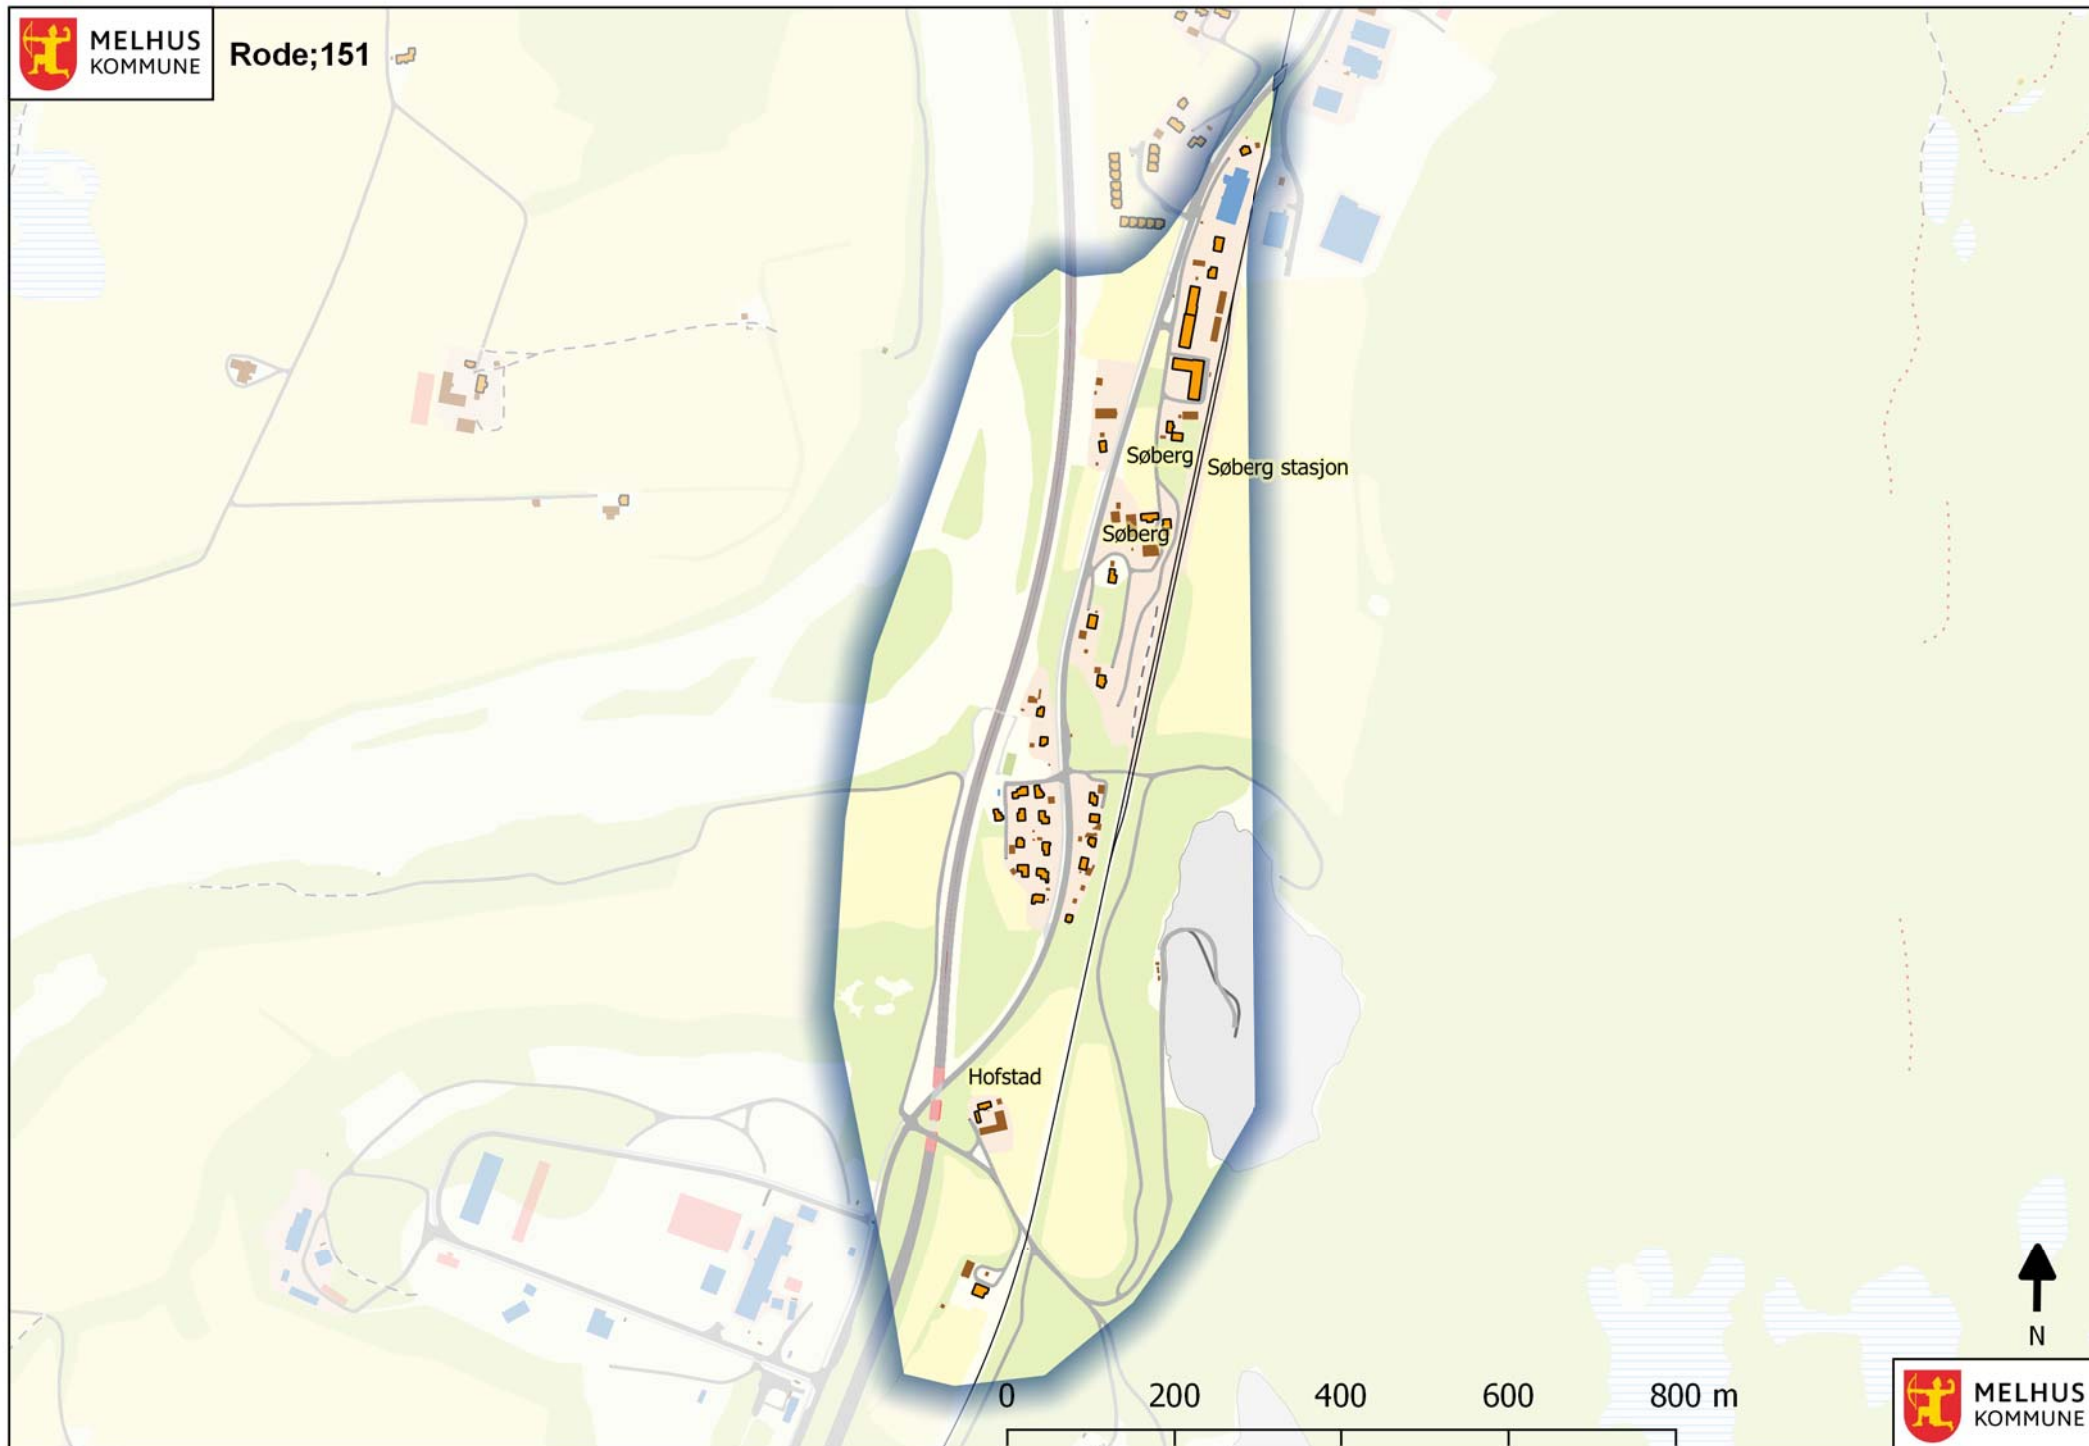 MELHUS
KOMMUNE
Rode;151
Søberg
Søberg stasjon
Søberg
Hofstad
N
0 200 400 600 800 m
MELHUS
KOMMUNE